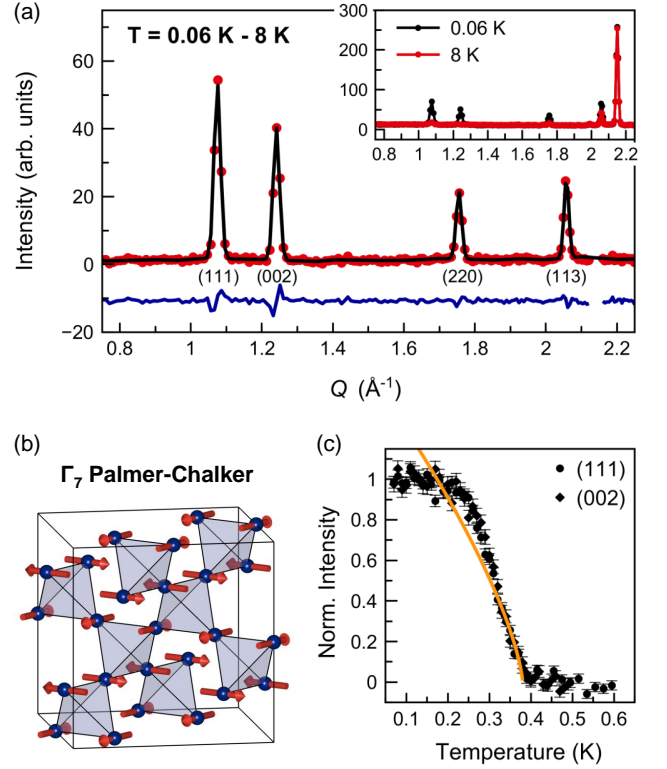 (a)
T = 0.06 K - 8 K
Intensity (arb. units)
60
40
20
0
−20
0.8
1
1.2
1.4
1.6
1.8
2
2.2
Q (Å⁻¹)
(111)
(002)
(220)
(113)
300
250
200
150
100
50
0
0.06 K
8 K
0.8 1 1.2 1.4 1.6 1.8 2 2.2
(b)
Γ₇ Palmer-Chalker
(c)
Norm. Intensity
1
0.8
0.6
0.4
0.2
0
(111)
(002)
0.1 0.2 0.3 0.4 0.5 0.6
Temperature (K)